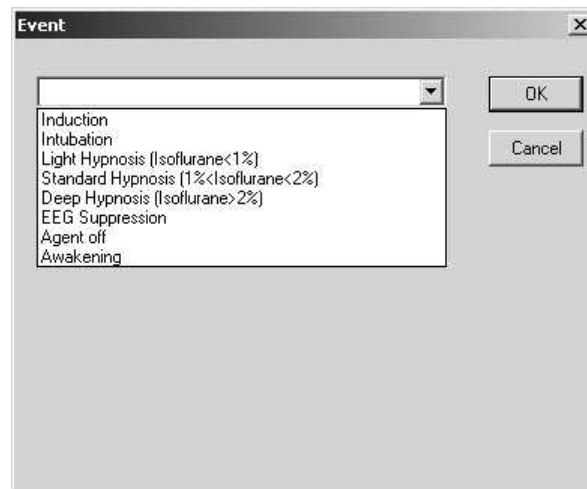 Event
OK
Induction
Intubation
Light Hypnosis (Isoflurane<1%)
Standard Hypnosis (1%<Isoflurane<2%)
Deep Hypnosis (Isoflurane>2%)
EEG Suppression
Agent off
Awakening
Cancel